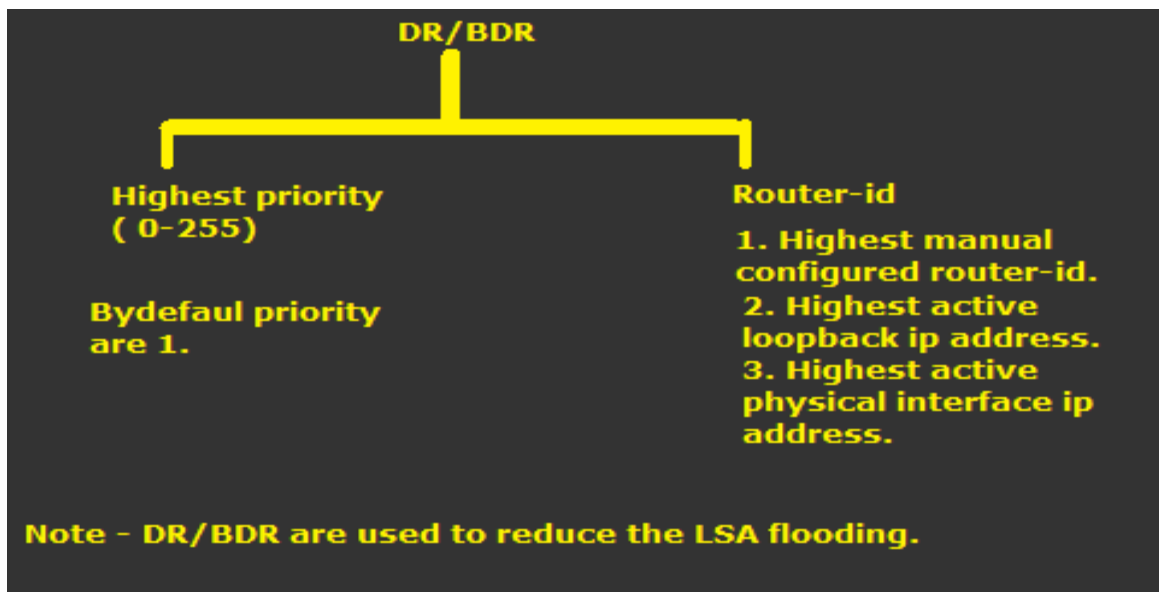 DR/BDR
Highest priority
( 0-255)
Bydefaul priority
are 1.
Router-id
1. Highest manual
configured router-id.
2. Highest active
loopback ip address.
3. Highest active
physical interface ip
address.
Note - DR/BDR are used to reduce the LSA flooding.